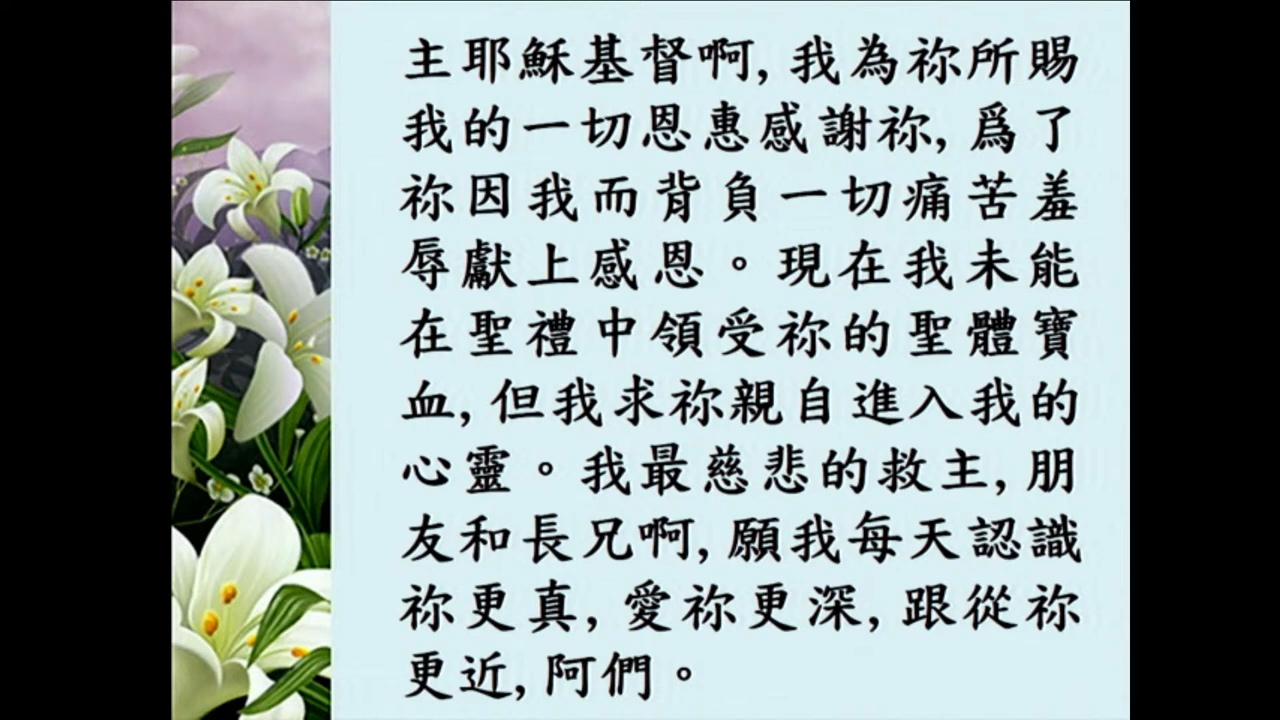 主耶穌基督啊, 我為祢所賜
我的一切恩惠感謝祢, 爲了
祢因我而背負一切痛苦羞
辱獻上感恩。現在我未能
在聖禮中領受祢的聖體寶
血, 但我求祢親自進入我的
心靈。我最慈悲的救主, 朋
友和長兄啊, 願我每天認識
祢更真, 愛祢更深, 跟從祢
更近, 阿們。